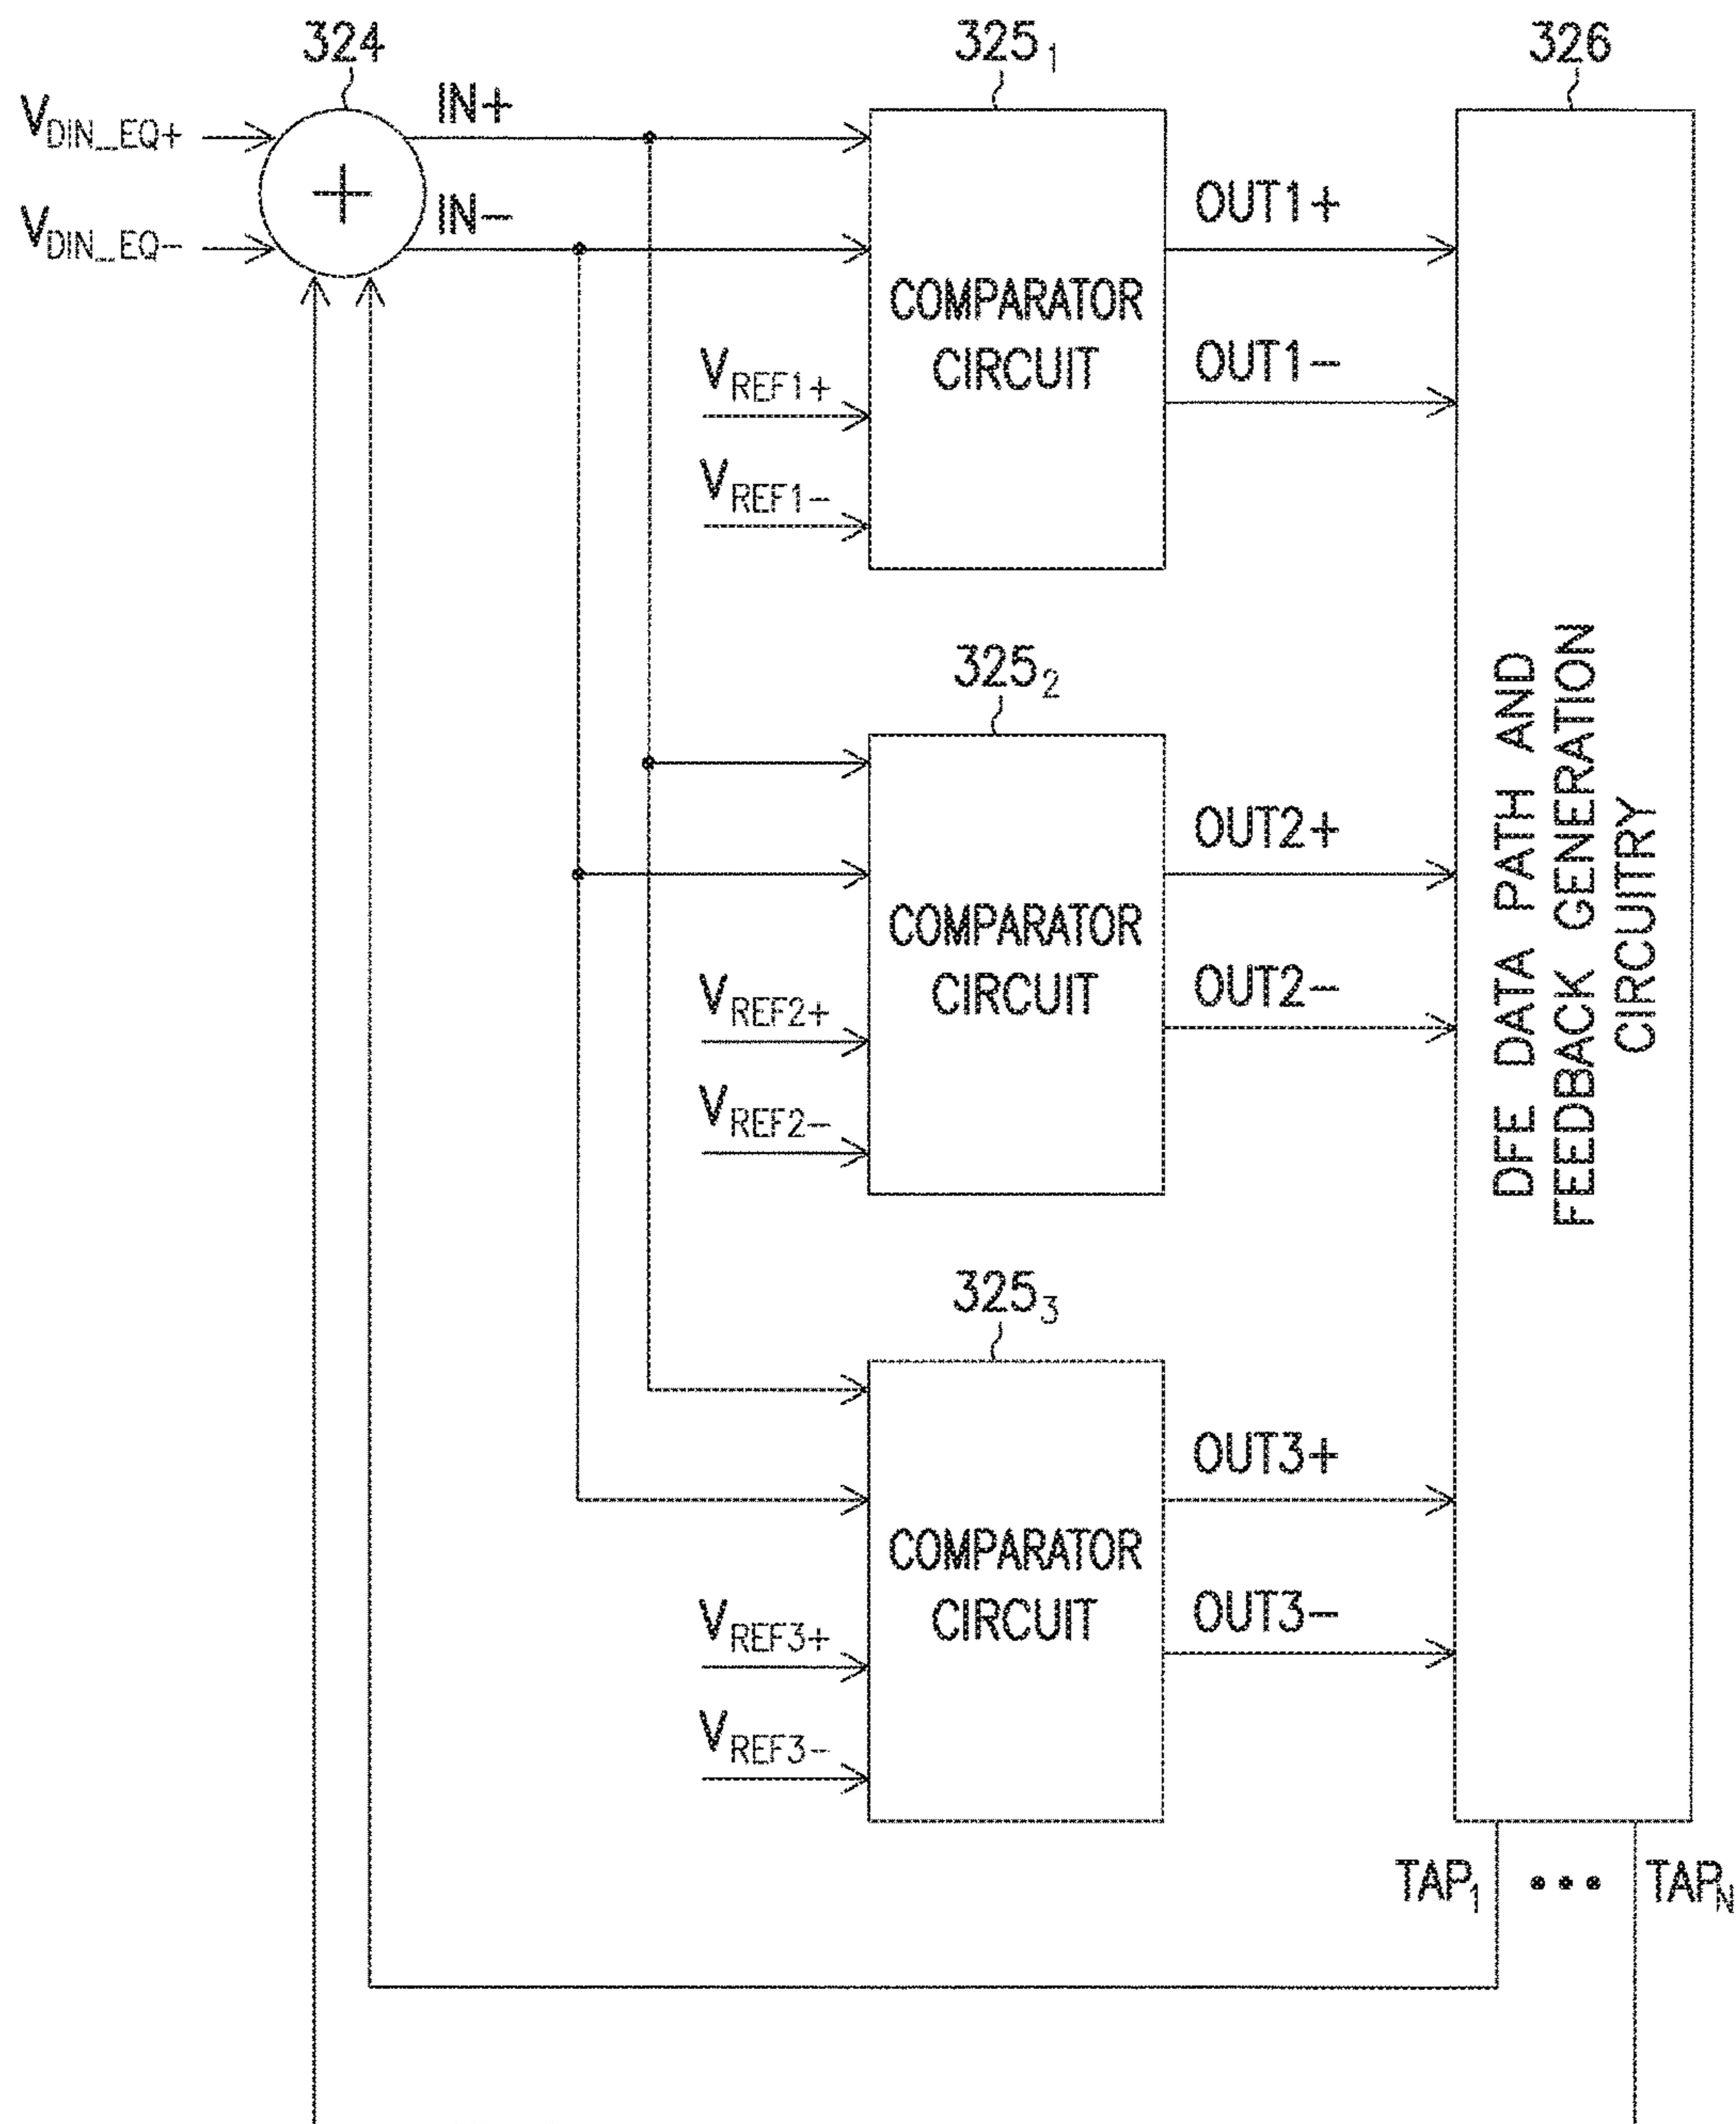 324
325₁
326
V_DIN_EQ+
IN+
V_DIN_EQ-
IN-
+
OUT1+
COMPARATOR
CIRCUIT
OUT1-
V_REF1+
V_REF1-
325₂
DFE DATA PATH AND
FEEDBACK GENERATION
CIRCUITRY
OUT2+
COMPARATOR
CIRCUIT
OUT2-
V_REF2+
V_REF2-
325₃
OUT3+
COMPARATOR
CIRCUIT
OUT3-
V_REF3+
V_REF3-
TAP₁ ••• TAP_N